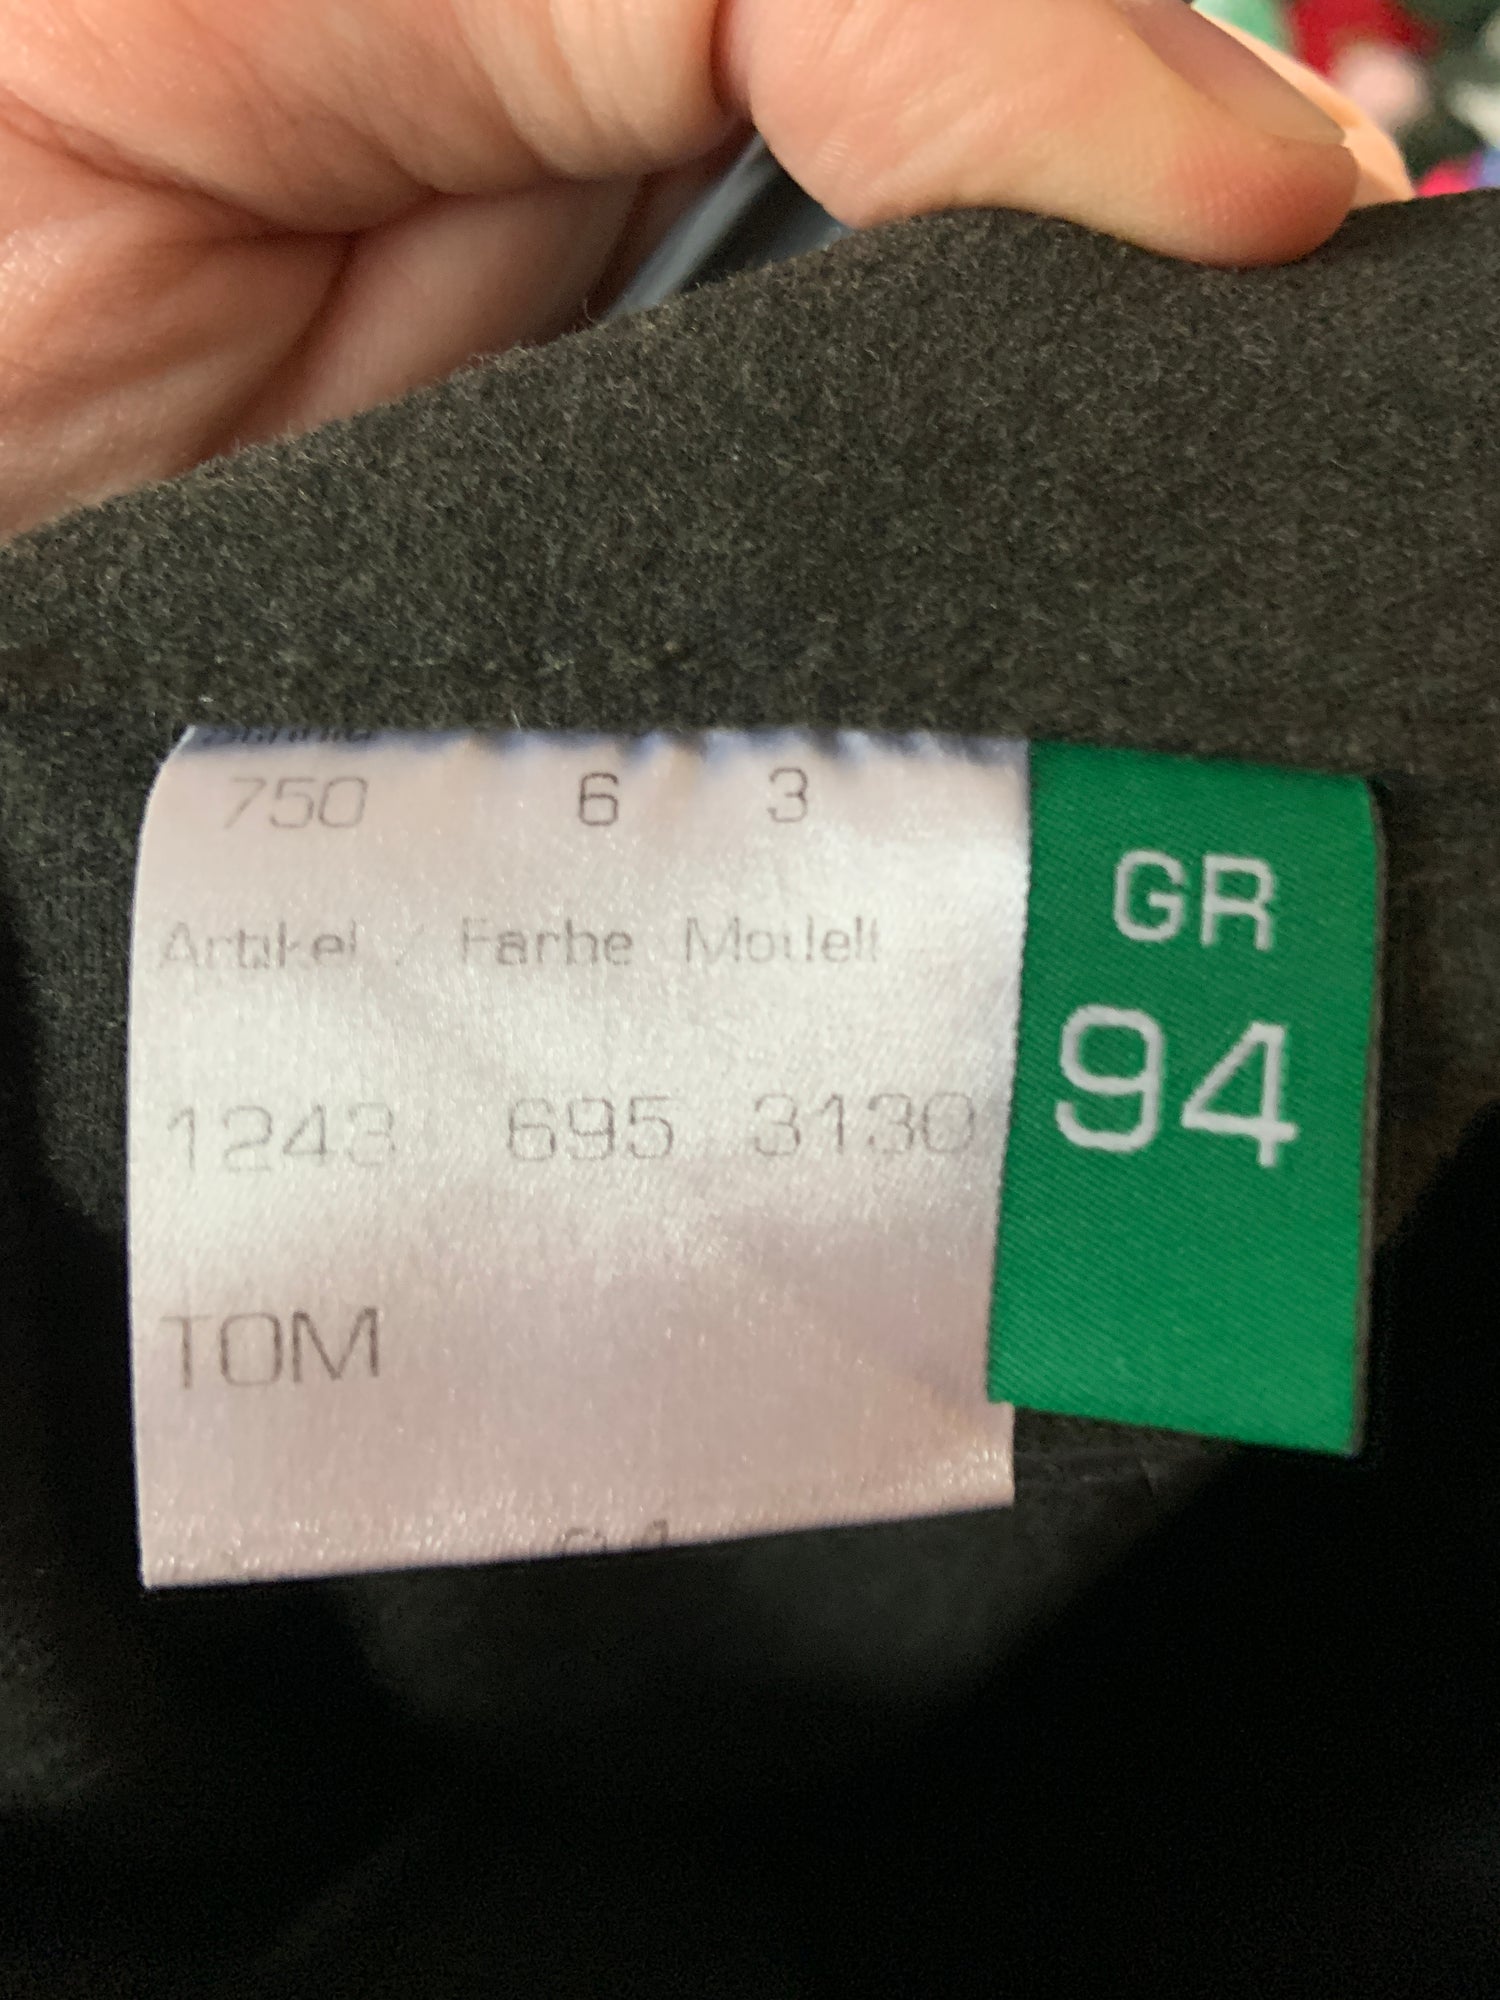 750 6 3
Artikel / Farbe Modell
1243 695 3130
TOM
GR
94